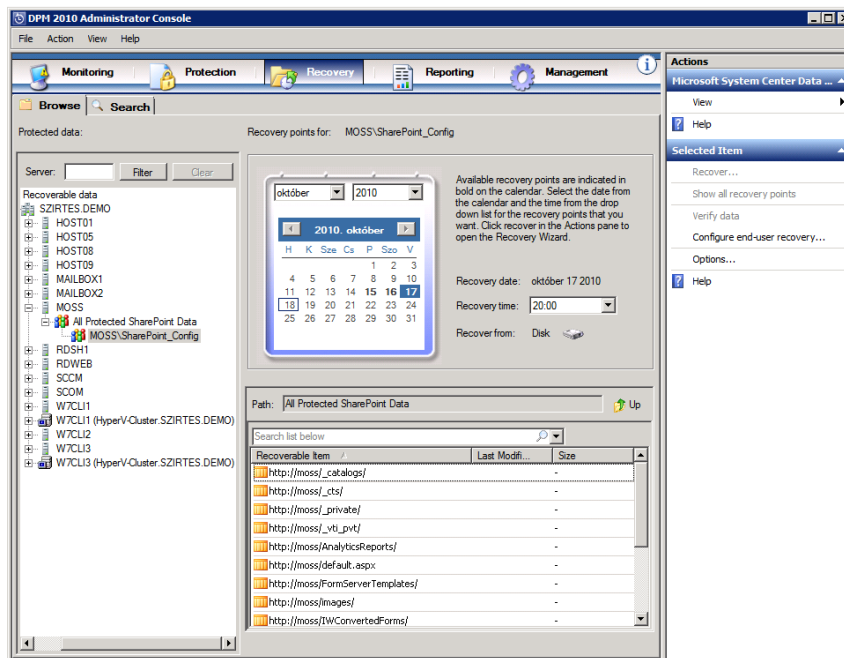 DPM 2010 Administrator Console
File Action View Help
Monitoring Protection Recovery Reporting Management
Browse Search
Protected data:
Server: Filter Clear
Recoverable data
SZIRTES.DEMO
HOST01
HOST05
HOST08
HOST09
MAILBOX1
MAILBOX2
MOSS
All Protected SharePoint Data
MOSS\SharePoint_Config
RDSH1
RDWEB
SCCM
SCOM
W7CLI1
W7CLI1 (HyperV-Cluster.SZIRTES.DEMO)
W7CLI2
W7CLI3
W7CLI3 (HyperV-Cluster.SZIRTES.DEMO)
Recovery points for: MOSS\SharePoint_Config
október 2010
2010. október
H K Sze Cs P Szo V
1 2 3
4 5 6 7 8 9 10
11 12 13 14 15 16 17
18 19 20 21 22 23 24
25 26 27 28 29 30 31
Available recovery points are indicated in
bold on the calendar. Select the date from
the calendar and the time from the drop
down list for the recovery points that you
want. Click recover in the Actions pane to
open the Recovery Wizard.
Recovery date: október 17 2010
Recovery time: 20:00
Recover from: Disk
Path: All Protected SharePoint Data Up
Search list below
Recoverable Item Last Modifi... Size
http://moss/_catalogs/ -
http://moss/_cts/ -
http://moss/_private/ -
http://moss/_vti_pvt/ -
http://moss/AnalyticsReports/ -
http://moss/default.aspx -
http://moss/FormServerTemplates/ -
http://moss/images/ -
http://moss/IWConvertedForms/ -
Actions
Microsoft System Center Data ...
View
Help
Selected Item
Recover...
Show all recovery points
Verify data
Configure end-user recovery...
Options...
Help